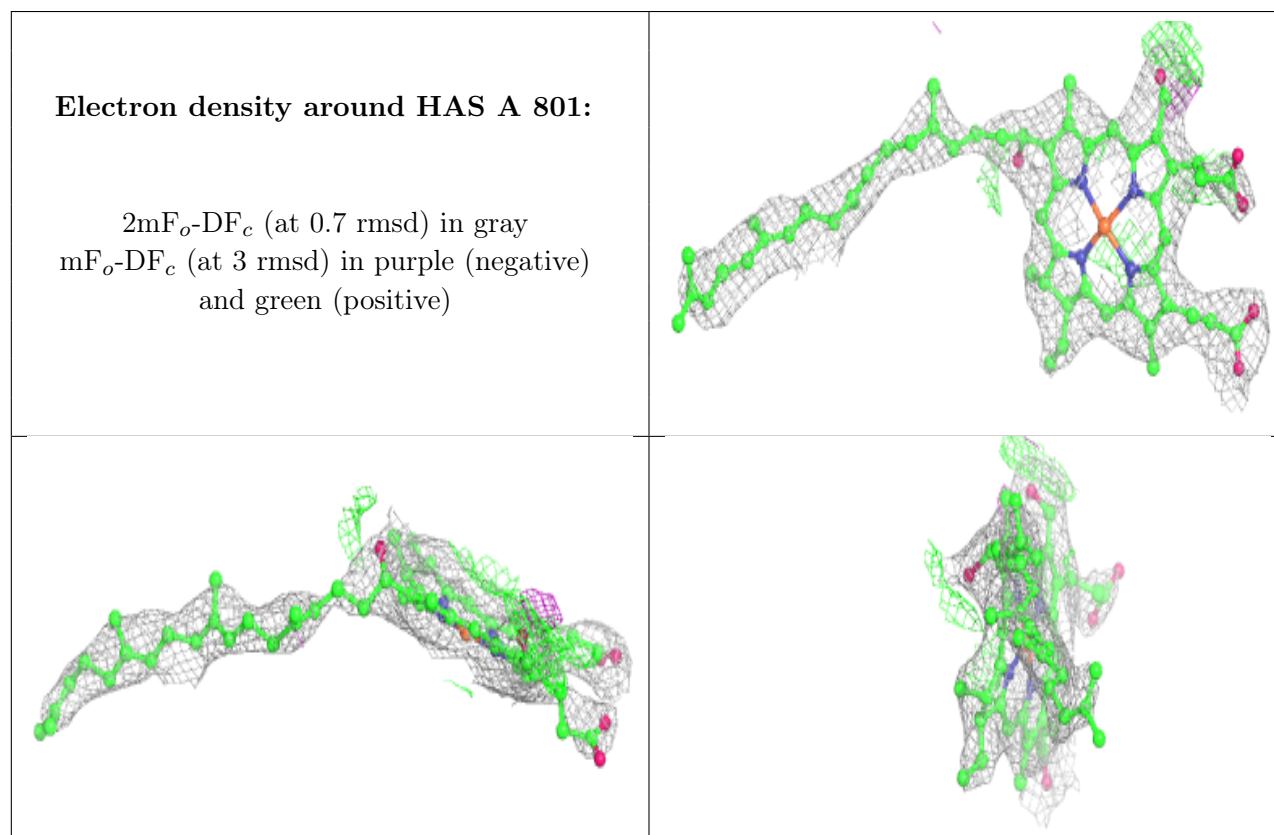 Electron density around HAS A 801:
2mFo-DFc (at 0.7 rmsd) in gray
mFo-DFc (at 3 rmsd) in purple (negative)
and green (positive)